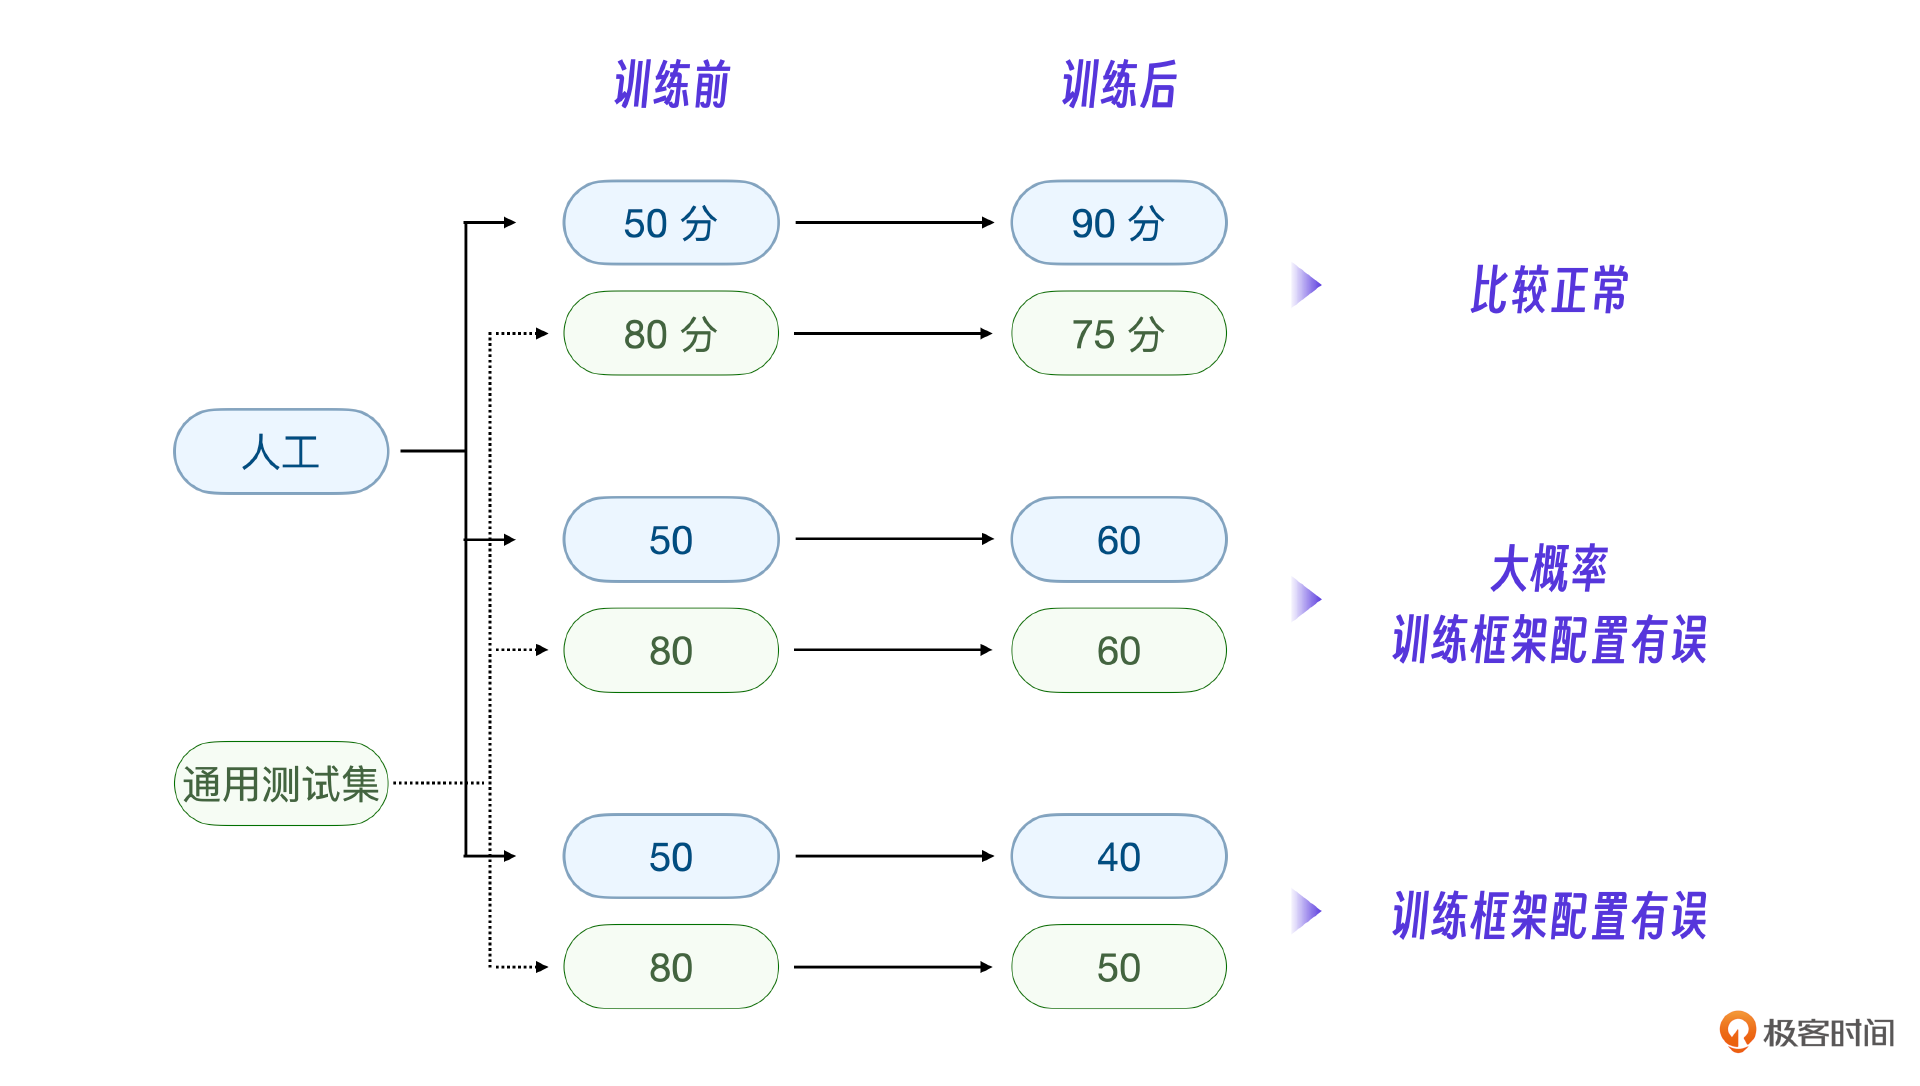 训练前
训练后
50 分
90 分
80 分
75 分
比较正常
人工
50
60
80
60
大概率
训练框架配置有误
通用测试集
50
40
80
50
训练框架配置有误
极客时间